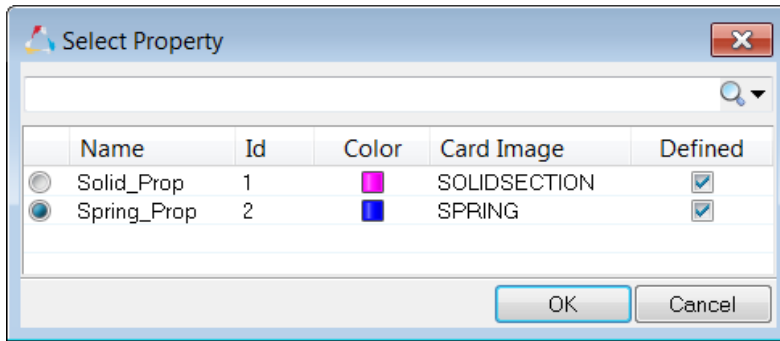 Select Property
Name Id Color Card Image Defined
Solid_Prop 1 SOLIDSECTION
Spring_Prop 2 SPRING
OK Cancel